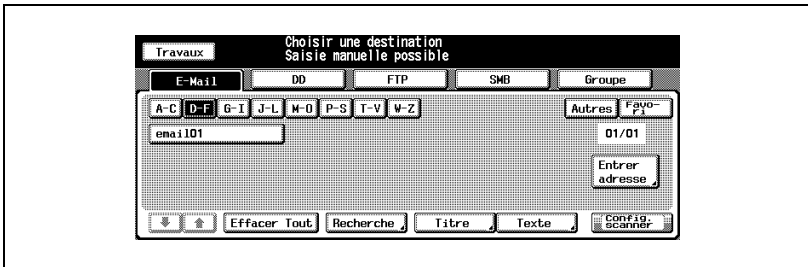 Travaux
Choisir une destination
Saisie manuelle possible
E-Mail DD FTP SMB Groupe
A-C D-F G-I J-L M-O P-S T-V W-Z Autres Favo-
ri
email01 01/01
Entrer
adresse
Effacer Tout Recherche Titre Texte Config.
scanner